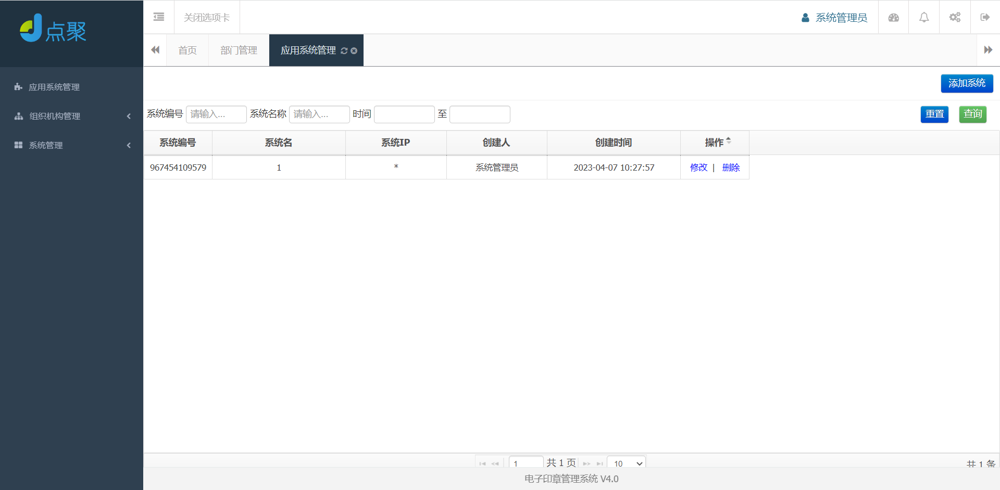 点聚
关闭选项卡
系统管理员
首页 部门管理 应用系统管理
应用系统管理
组织机构管理
系统管理
添加系统
系统编号 请输入... 系统名称 请输入... 时间 至 重置 查询
系统编号 系统名 系统IP 创建人 创建时间 操作
967454109579 1 * 系统管理员 2023-04-07 10:27:57 修改 | 删除
1 共 1 页 10 共 1 条
电子印章管理系统 V4.0